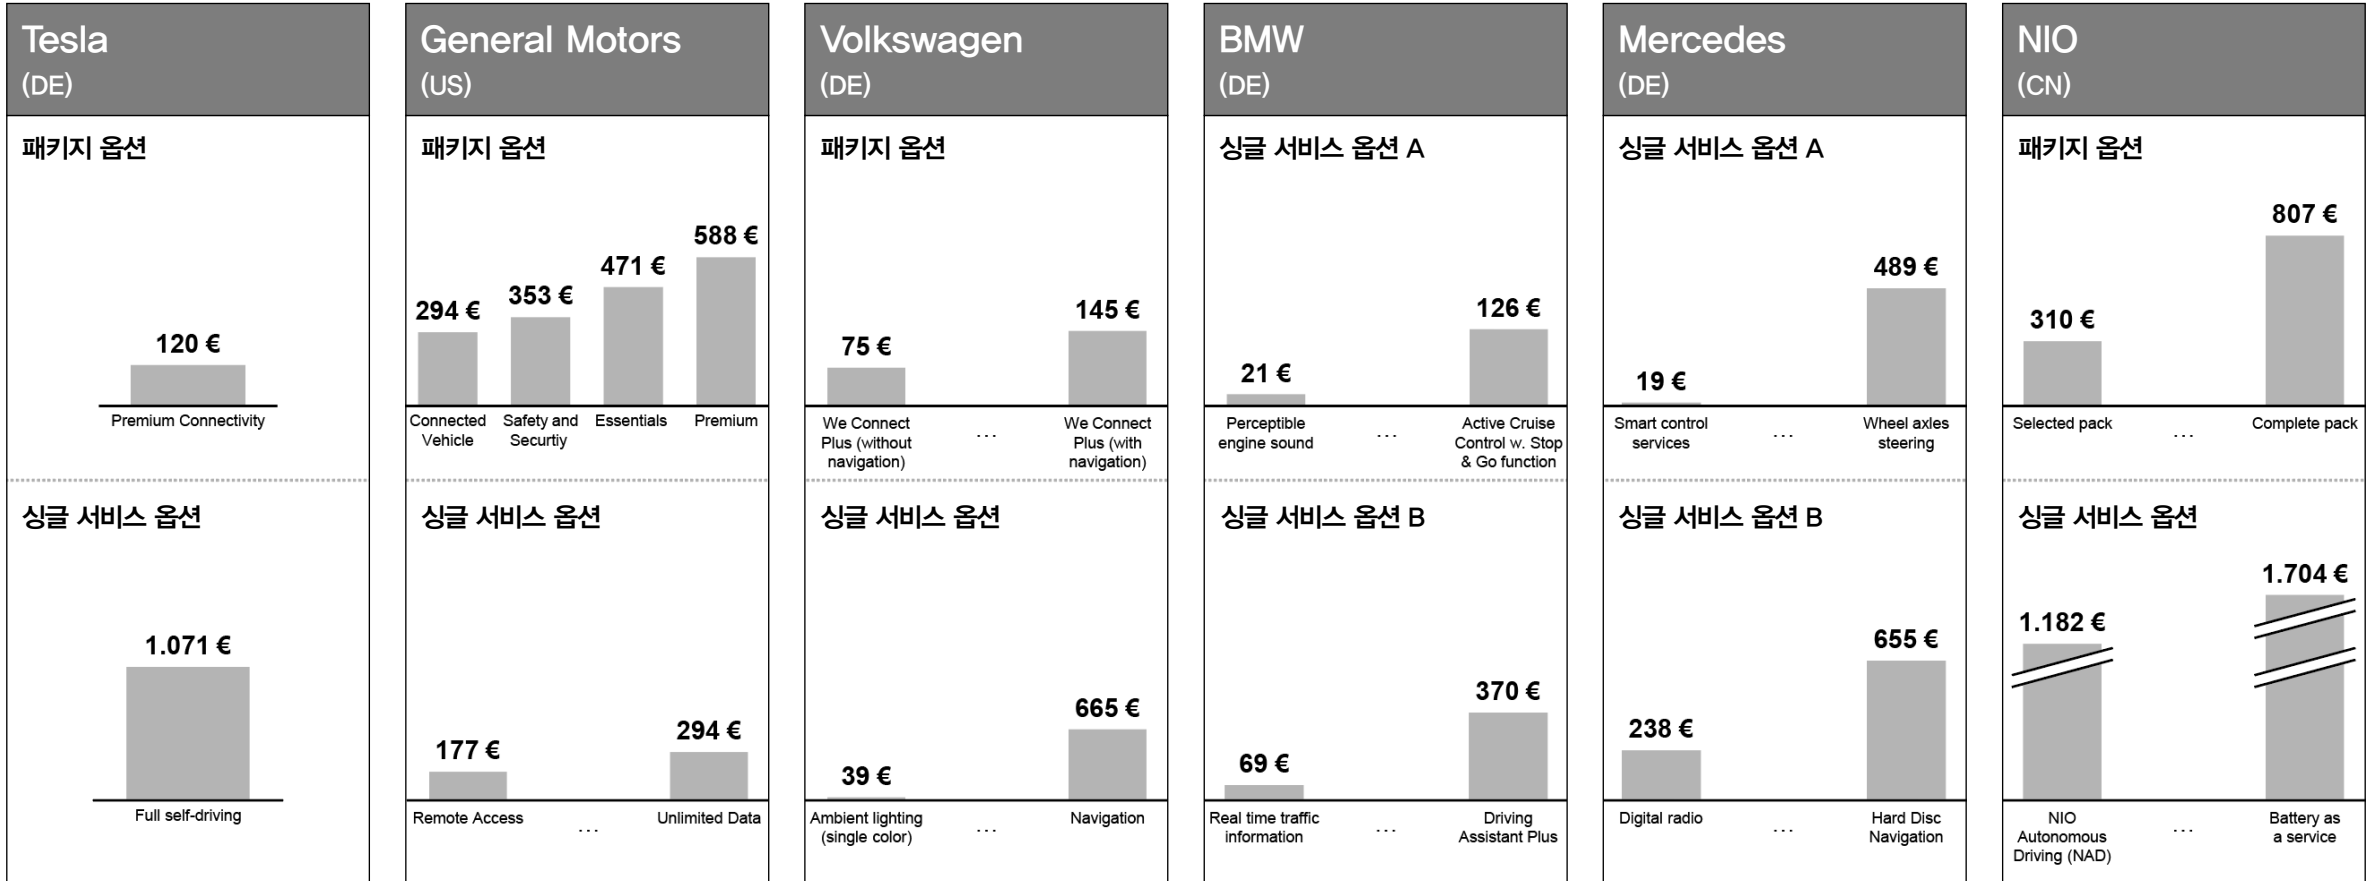 Tesla
(DE)
패키지 옵션
120 €
Premium Connectivity
싱글 서비스 옵션
1.071 €
Full self-driving
General Motors
(US)
패키지 옵션
294 €
353 €
471 €
588 €
Connected
Vehicle
Safety and
Securtiy
Essentials
Premium
싱글 서비스 옵션
177 €
294 €
Remote Access
...
Unlimited Data
Volkswagen
(DE)
패키지 옵션
75 €
145 €
We Connect
Plus (without
navigation)
...
We Connect
Plus (with
navigation)
싱글 서비스 옵션
39 €
665 €
Ambient lighting
(single color)
...
Navigation
BMW
(DE)
싱글 서비스 옵션 A
21 €
126 €
Perceptible
engine sound
...
Active Cruise
Control w. Stop
& Go function
싱글 서비스 옵션 B
69 €
370 €
Real time traffic
information
...
Driving
Assistant Plus
Mercedes
(DE)
싱글 서비스 옵션 A
19 €
489 €
Smart control
services
...
Wheel axles
steering
싱글 서비스 옵션 B
238 €
655 €
Digital radio
...
Hard Disc
Navigation
NIO
(CN)
패키지 옵션
310 €
807 €
Selected pack
...
Complete pack
싱글 서비스 옵션
1.182 €
1.704 €
NIO
Autonomous
Driving (NAD)
...
Battery as
a service